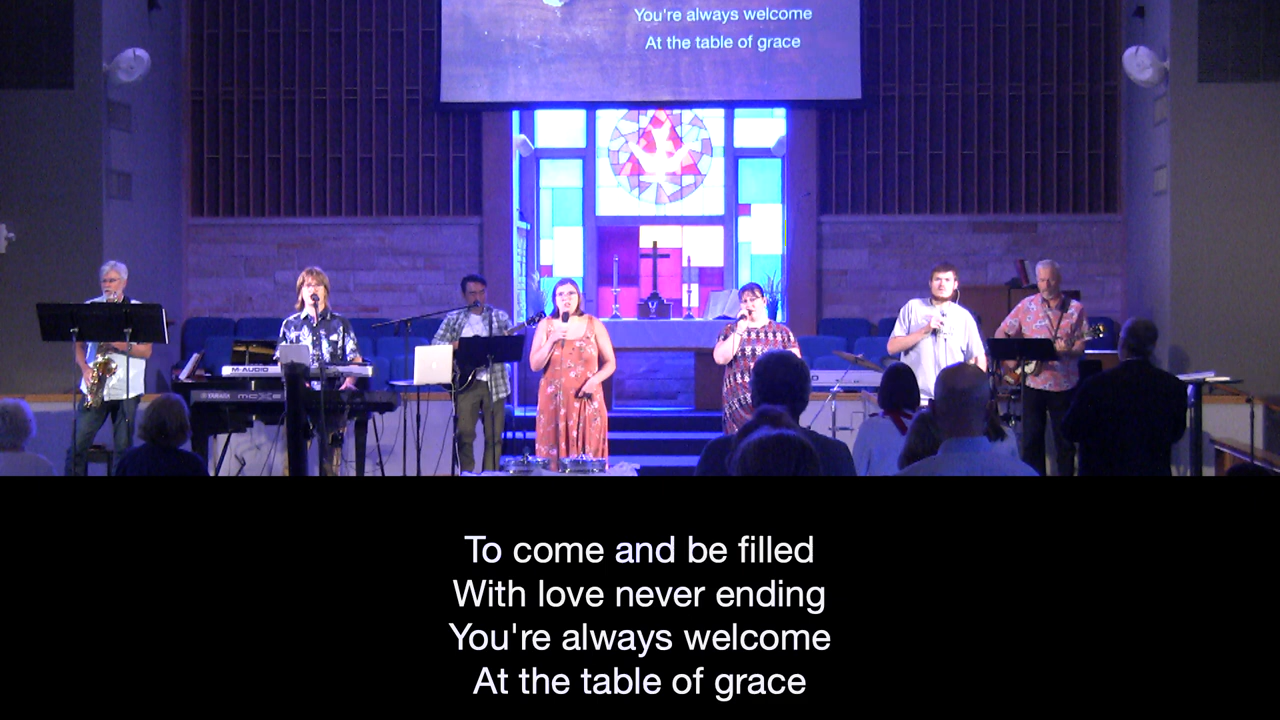 You're always welcome
At the table of grace
M-AUDIO
YAMAHA
To come and be filled
With love never ending
You're always welcome
At the table of grace